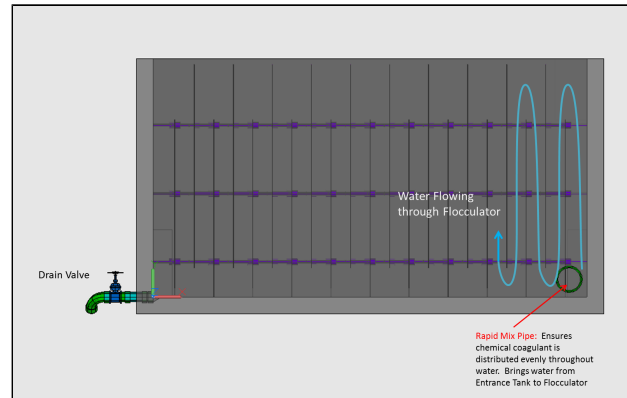 Water Flowing
through Flocculator
Drain Valve
Rapid Mix Pipe: Ensures
chemical coagulant is
distributed evenly throughout
water. Brings water from
Entrance Tank to Flocculator